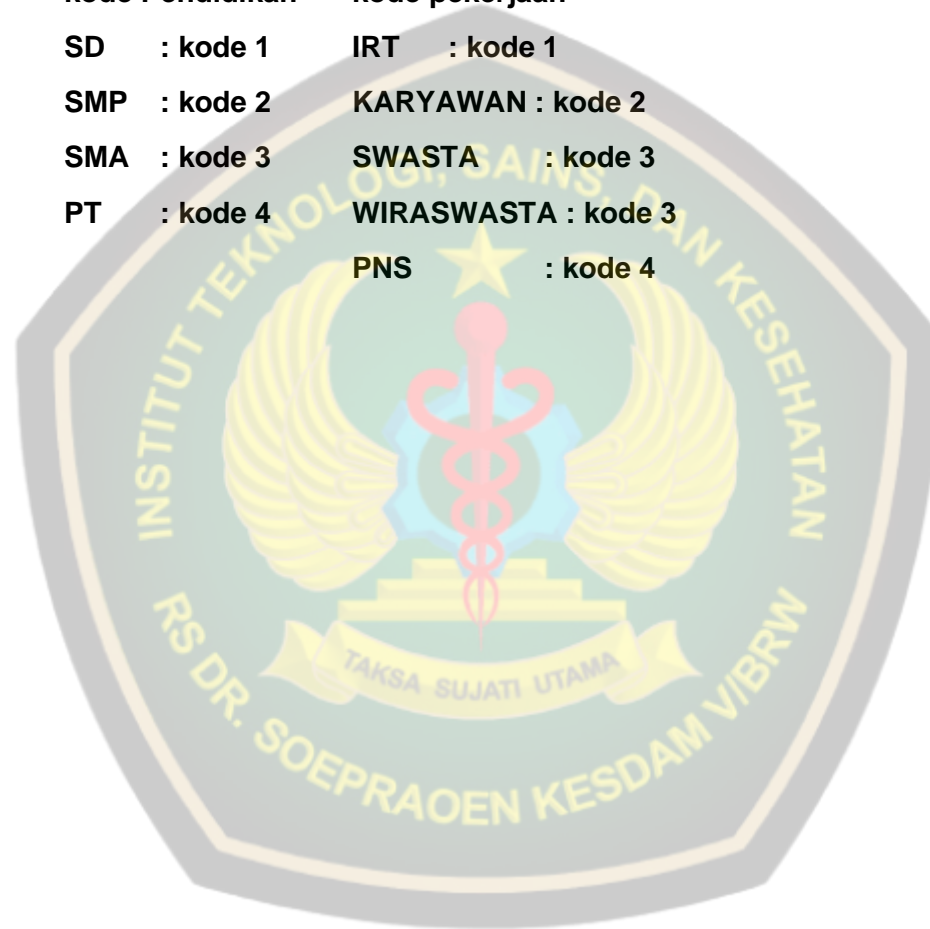 SD : kode 1 IRT : kode 1
SMP : kode 2 KARYAWAN : kode 2
SMA : kode 3 SWASTA : kode 3
PT : kode 4 WIRASWASTA : kode 3
PNS : kode 4
INSTITUT TEKNOLOGI, SAINS, DAN KESEHATAN
TAKSA SUJATI UTAMA
RS DR. SOEPRAOEN KESDAM V/BRW